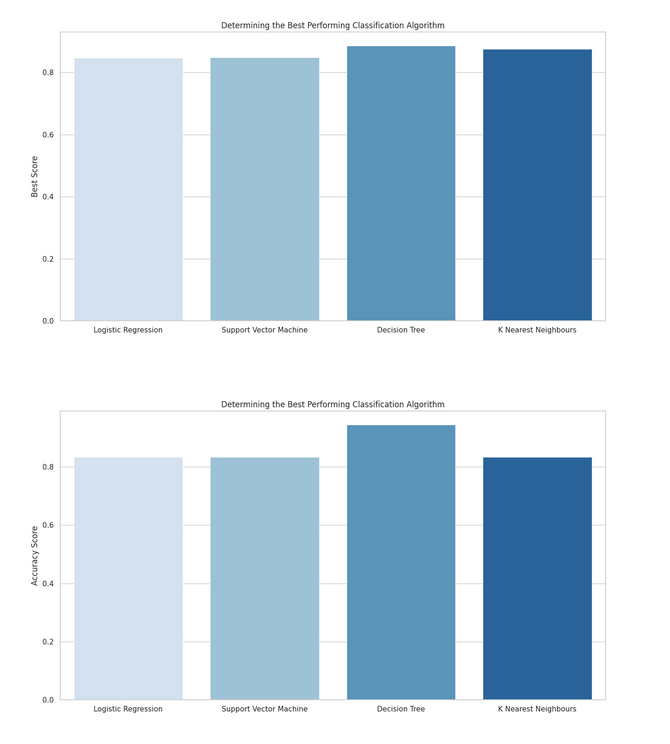 Determining the Best Performing Classification Algorithm
Best Score
0.8
0.6
0.4
0.2
0.0
Logistic Regression
Support Vector Machine
Decision Tree
K Nearest Neighbours
Determining the Best Performing Classification Algorithm
Accuracy Score
0.8
0.6
0.4
0.2
0.0
Logistic Regression
Support Vector Machine
Decision Tree
K Nearest Neighbours